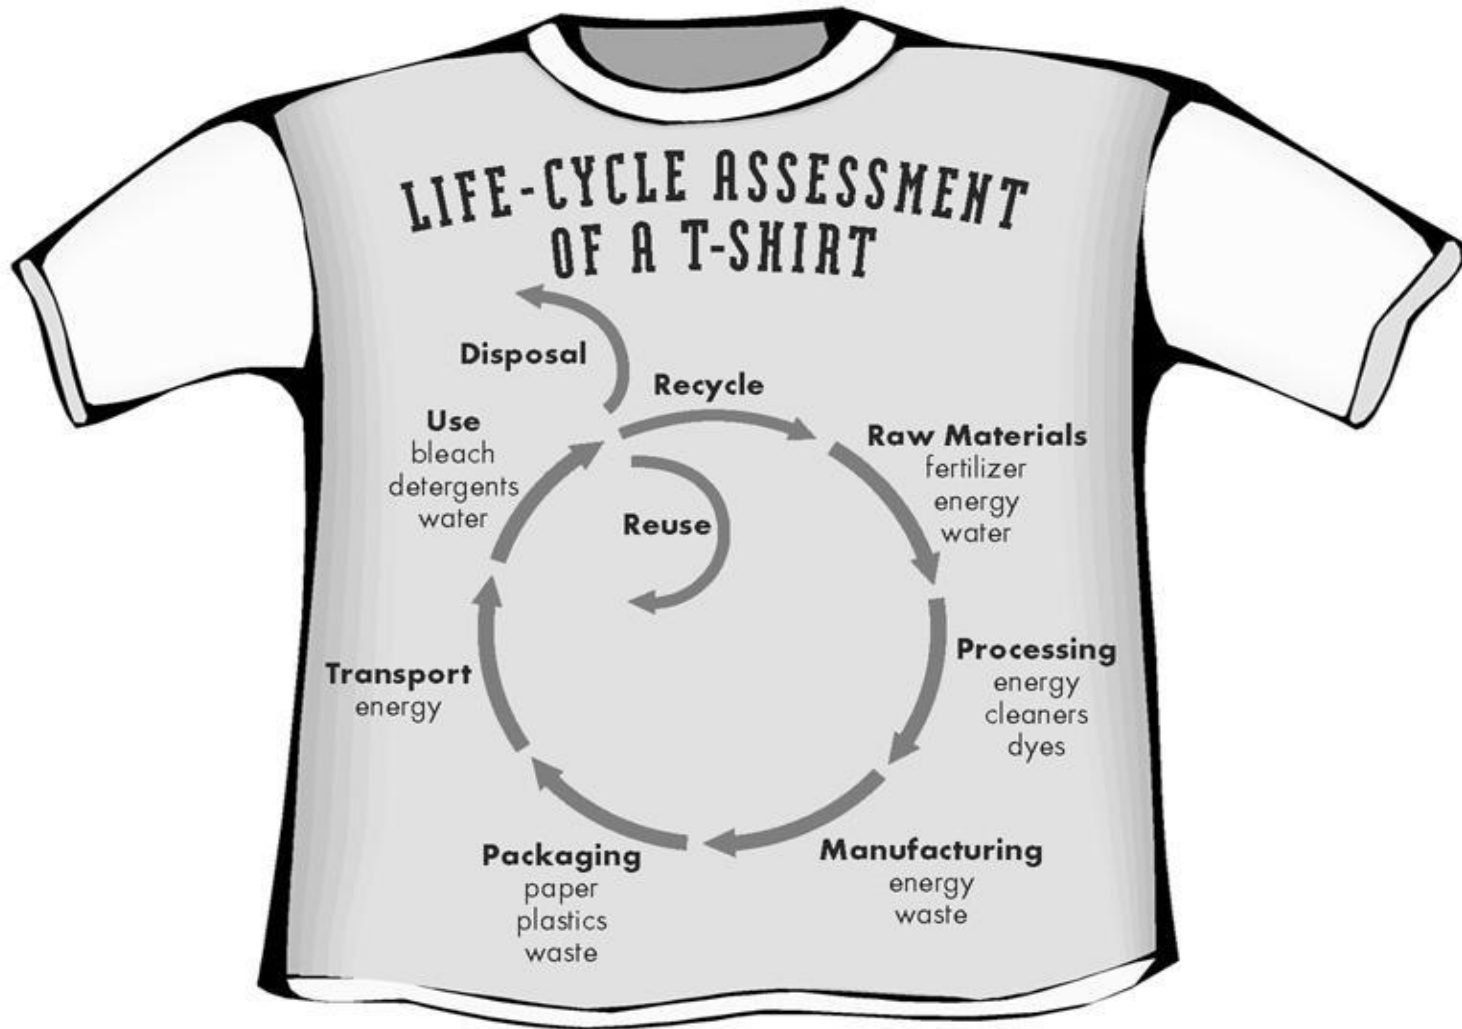 LIFE-CYCLE ASSESSMENT
OF A T-SHIRT
Disposal
Recycle
Use
bleach
detergents
water
Raw Materials
fertilizer
energy
water
Reuse
Processing
energy
cleaners
dyes
Transport
energy
Manufacturing
energy
waste
Packaging
paper
plastics
waste